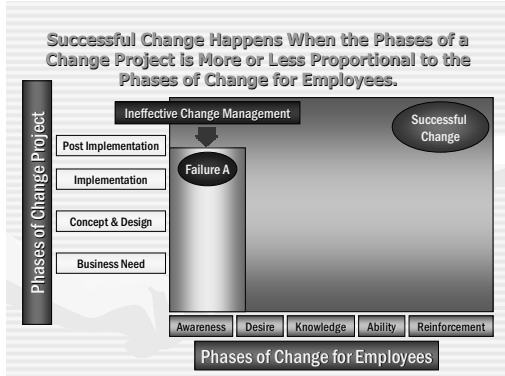 Successful Change Happens When the Phases of a
Change Project is More or Less Proportional to the
Phases of Change for Employees.
Ineffective Change Management
Successful
Change
Phases of Change Project
Post Implementation
Failure A
Implementation
Concept & Design
Business Need
Awareness
Desire
Knowledge
Ability
Reinforcement
Phases of Change for Employees